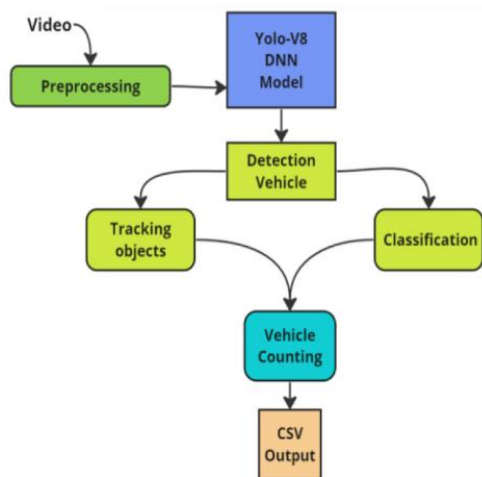 Video
Preprocessing
Yolo-V8
DNN
Model
Detection
Vehicle
Tracking
objects
Classification
Vehicle
Counting
CSV
Output